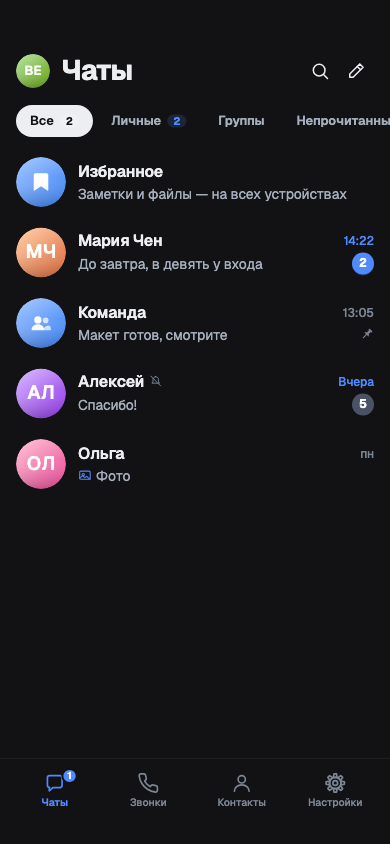 ВЕ Чаты
Все 2 Личные 2 Группы Непрочитанны
Избранное
Заметки и файлы — на всех устройствах
МЧ
Мария Чен 14:22
До завтра, в девять у входа 2
Команда 13:05
Макет готов, смотрите
АЛ
Алексей Вчера
Спасибо! 5
ОЛ
Ольга пн
Фото
1
Чаты Звонки Контакты Настройки